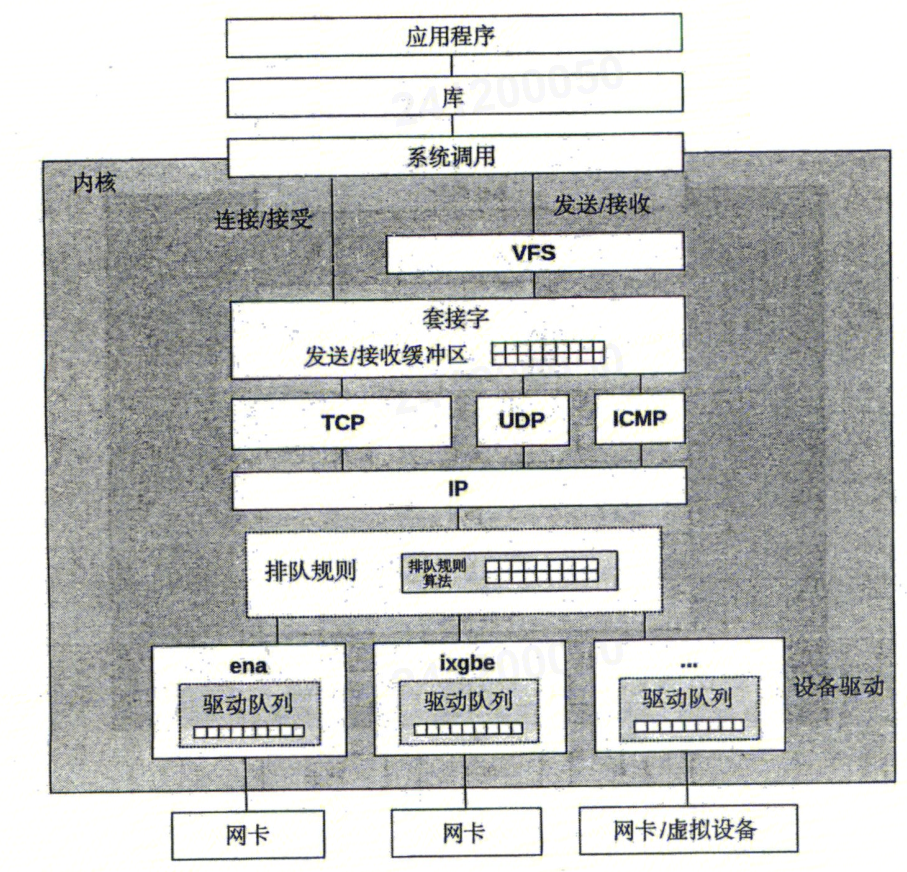 应用程序
库
系统调用
内核
连接/接受
发送/接收
VFS
套接字
发送/接收缓冲区
TCP
UDP
ICMP
IP
排队规则
排队规则
算法
ena
ixgbe
...
驱动队列
驱动队列
驱动队列
设备驱动
网卡
网卡
网卡/虚拟设备